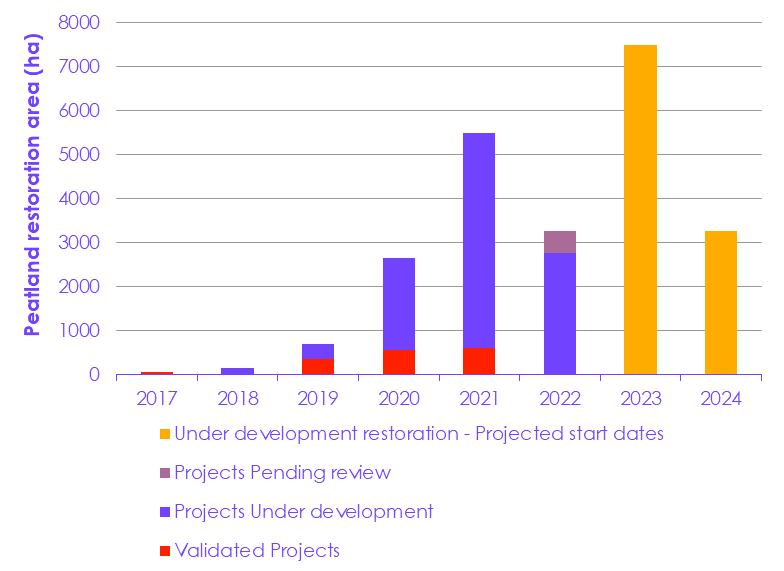 Peatland restoration area (ha)
8000
7000
6000
5000
4000
3000
2000
1000
0
2017 2018 2019 2020 2021 2022 2023 2024
Under development restoration - Projected start dates
Projects Pending review
Projects Under development
Validated Projects